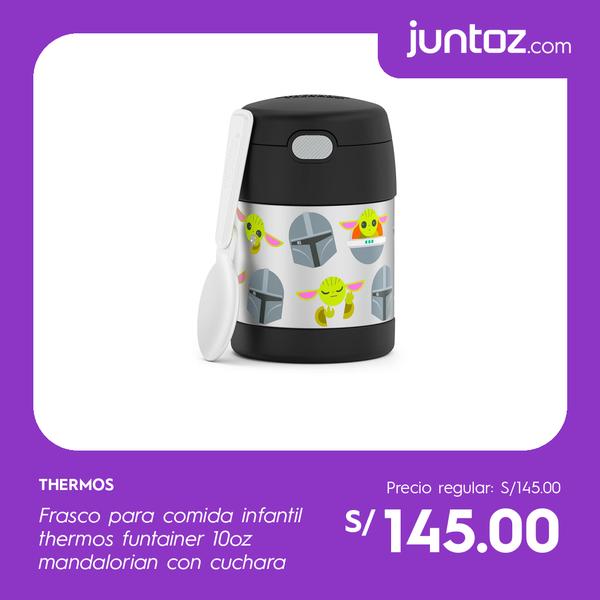 juntoz.com
THERMOS
Frasco para comida infantil
thermos funtainer 10oz
mandalorian con cuchara
Precio regular: S/145.00
S/145.00